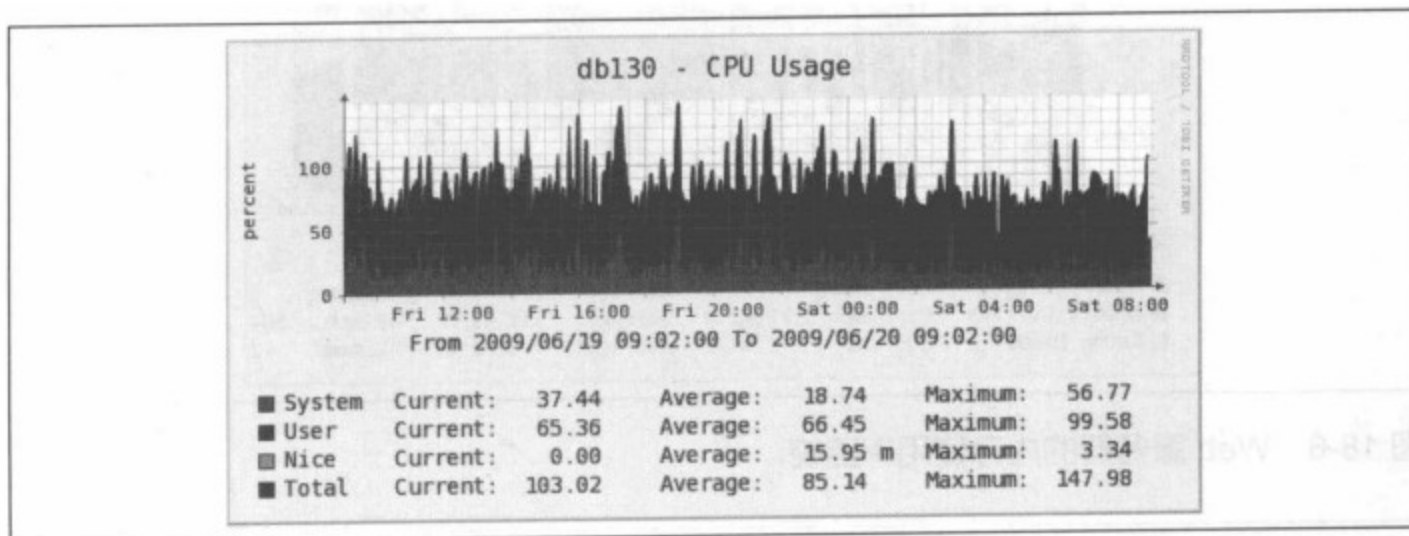 db130 - CPU Usage
RRDTOOL / TOBI OETIKER
percent
100
50
0
Fri 12:00 Fri 16:00 Fri 20:00 Sat 00:00 Sat 04:00 Sat 08:00
From 2009/06/19 09:02:00 To 2009/06/20 09:02:00
System Current: 37.44 Average: 18.74 Maximum: 56.77
User Current: 65.36 Average: 66.45 Maximum: 99.58
Nice Current: 0.00 Average: 15.95 m Maximum: 3.34
Total Current: 103.02 Average: 85.14 Maximum: 147.98